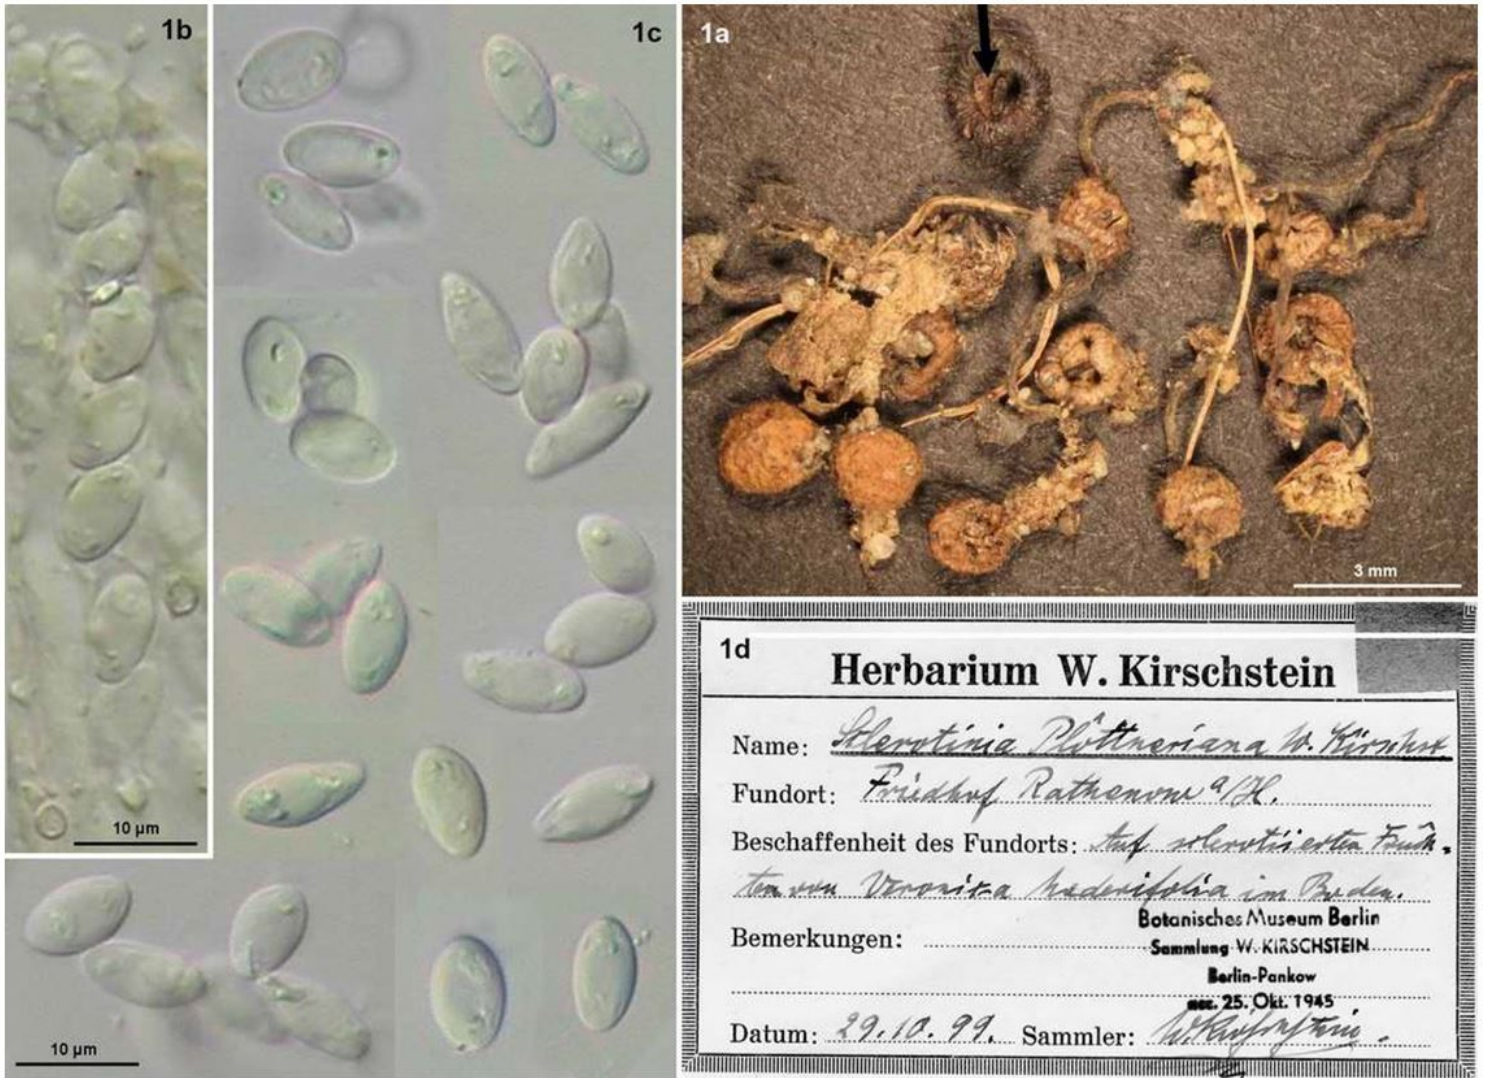 1b
1c
1a
3 mm
10 µm
10 µm
1d
Herbarium W. Kirschstein
Name: Sclerotinia Plöttneriana W. Kirschst
Fundort: Friedhof Rathenow a/H.
Beschaffenheit des Fundorts: Auf sclerotisierten Früch-
ten von Veronica hederifolia im Boden.
Botanisches Museum Berlin
Bemerkungen:
Sammlung W. KIRSCHSTEIN
Berlin-Pankow
acc. 25. Okt. 1945
Datum: 29.10.99. Sammler: W. Kirschstein.